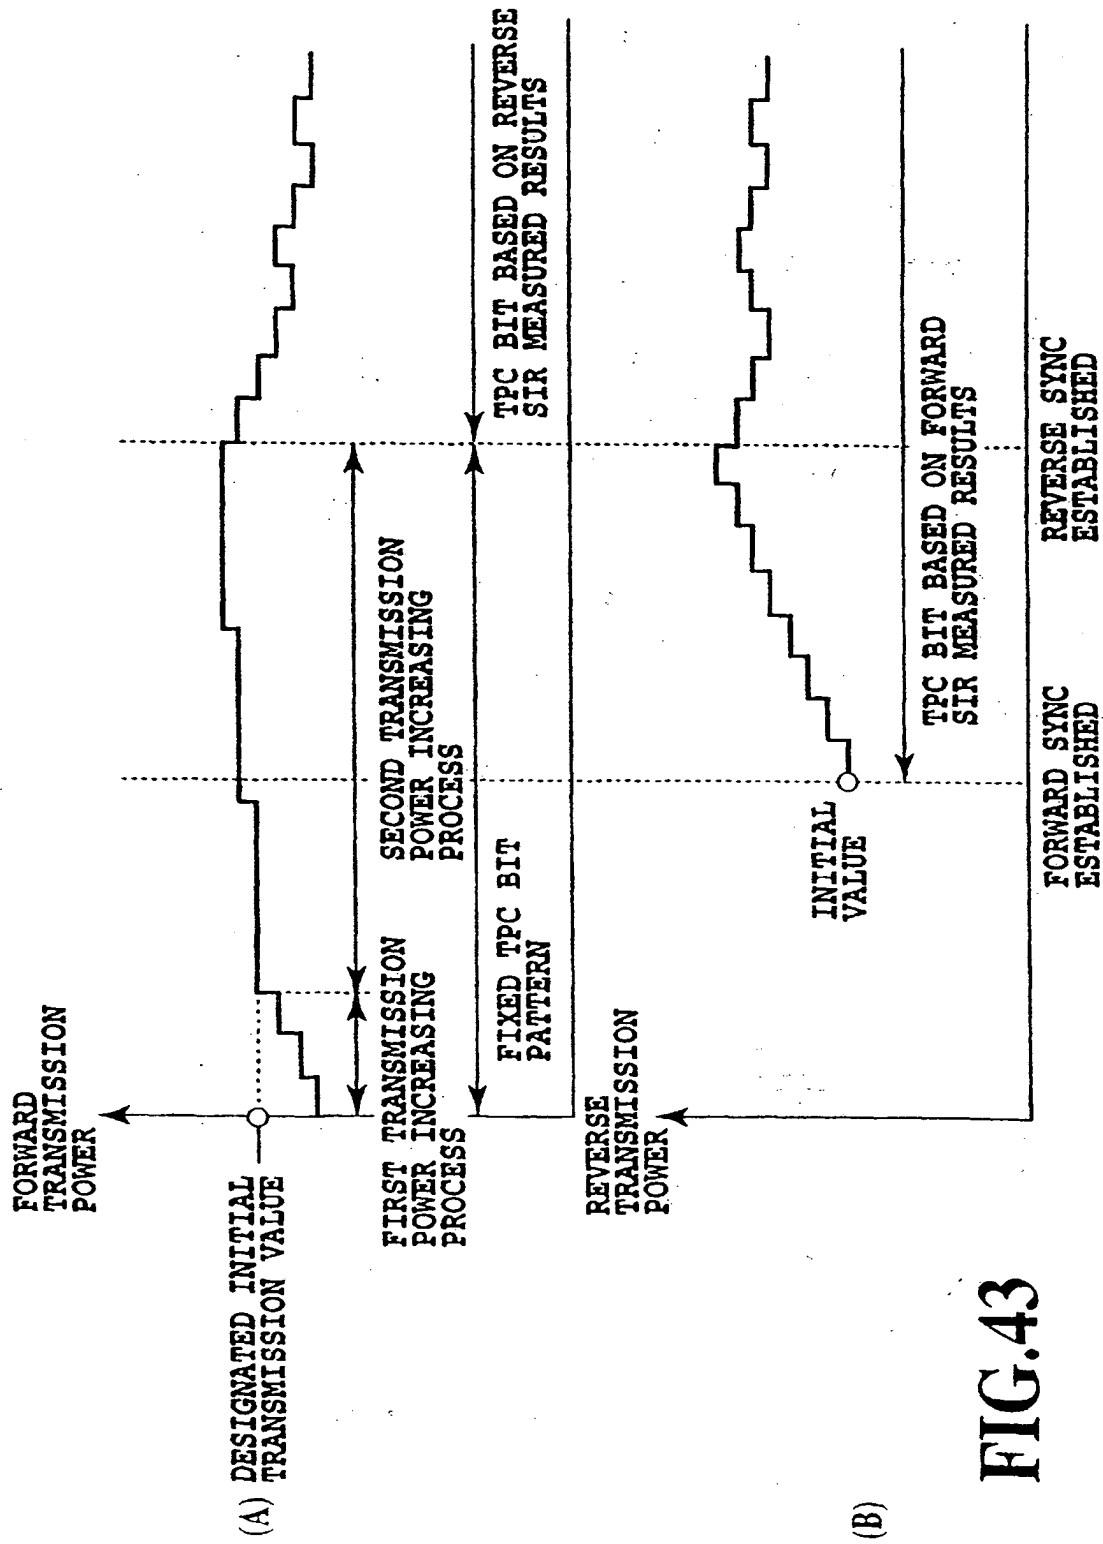 (A)
FORWARD
TRANSMISSION
POWER
DESIGNATED INITIAL
TRANSMISSION VALUE
FIRST TRANSMISSION
POWER INCREASING
PROCESS
SECOND TRANSMISSION
POWER INCREASING
PROCESS
FIXED TPC BIT
PATTERN
TPC BIT BASED ON REVERSE
SIR MEASURED RESULTS
(B)
REVERSE
TRANSMISSION
POWER
INITIAL
VALUE
TPC BIT BASED ON FORWARD
SIR MEASURED RESULTS
FORWARD SYNC
ESTABLISHED
REVERSE SYNC
ESTABLISHED
FIG.43